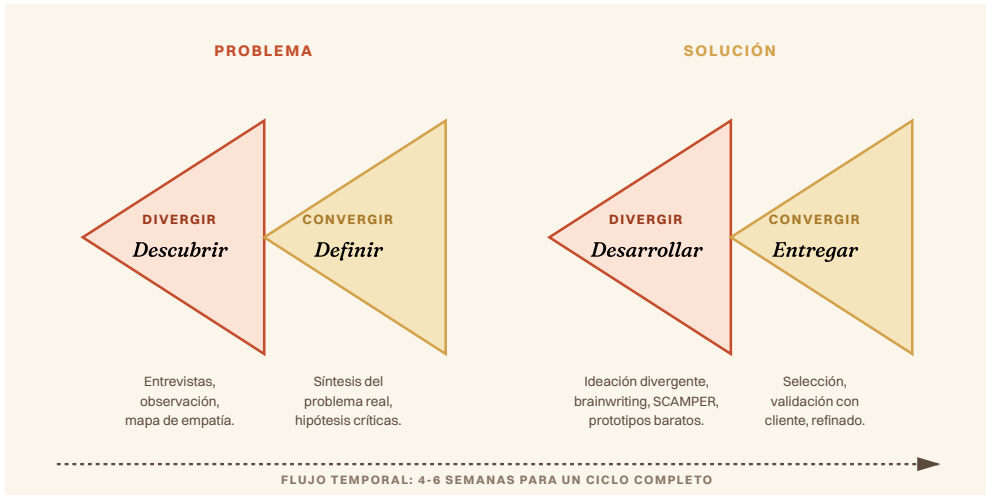 PROBLEMA
SOLUCIÓN
DIVERGIR
Descubrir
CONVERGIR
Definir
DIVERGIR
Desarrollar
CONVERGIR
Entregar
Entrevistas,
observación,
mapa de empatía.
Síntesis del
problema real,
hipótesis críticas.
Ideación divergente,
brainwriting, SCAMPER,
prototipos baratos.
Selección,
validación con
cliente, refinado.
FLUJO TEMPORAL: 4-6 SEMANAS PARA UN CICLO COMPLETO